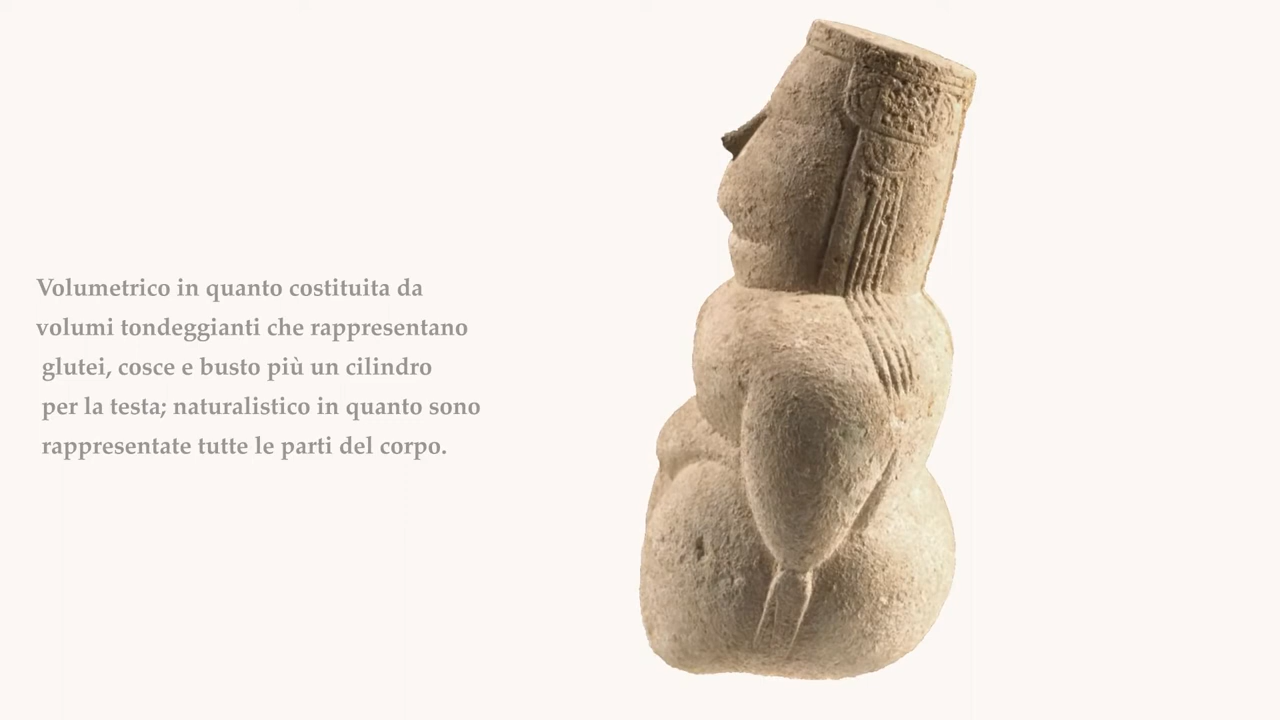 Volumetrico in quanto costituita da
volumi tondeggianti che rappresentano
glutei, cosce e busto più un cilindro
per la testa; naturalistico in quanto sono
rappresentate tutte le parti del corpo.